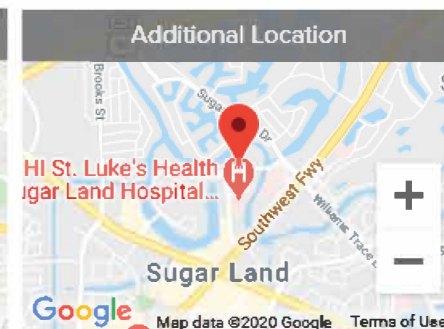 Additional Location
Brooks St
Suga
Dr
HI St. Luke's Health
ugar Land Hospital...
H
Southwest Fwy
Williams Trace
+
Sugar Land
−
Google
Map data ©2020 Google
Terms of Use